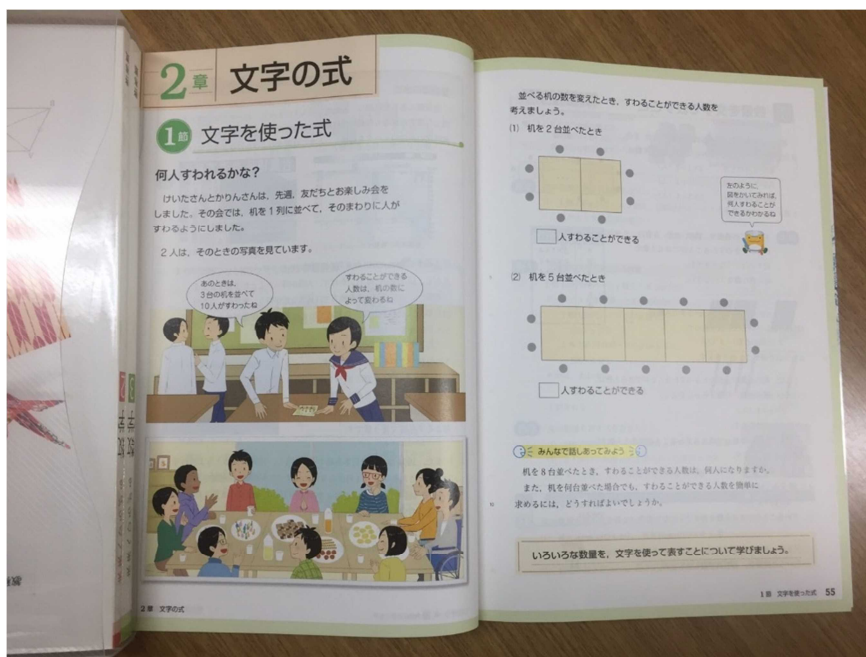 2章 文字の式
1節 文字を使った式
何人すわれるかな？
けいたさんとかりんさんは，先週，友だちとお楽しみ会を
しました。その会では，机を1列に並べて，そのまわりに人が
すわるようにしました。
2人は，そのときの写真を見ています。
あのときは，
3台の机を並べて
10人がすわったね
すわることができる
人数は，机の数に
よって変わるね
2章 文字の式
並べる机の数を変えたとき，すわることができる人数を
考えましょう。
(1) 机を2台並べたとき
左のように，
図をかいてみれば，
何人すわることが
できるかわかるね
人すわることができる
(2) 机を5台並べたとき
人すわることができる
みんなで話しあってみよう
机を8台並べたとき，すわることができる人数は，何人になりますか。
また，机を何台並べた場合でも，すわることができる人数を簡単に
求めるには，どうすればよいでしょうか。
いろいろな数量を，文字を使って表すことについて学びましょう。
1節 文字を使った式 55